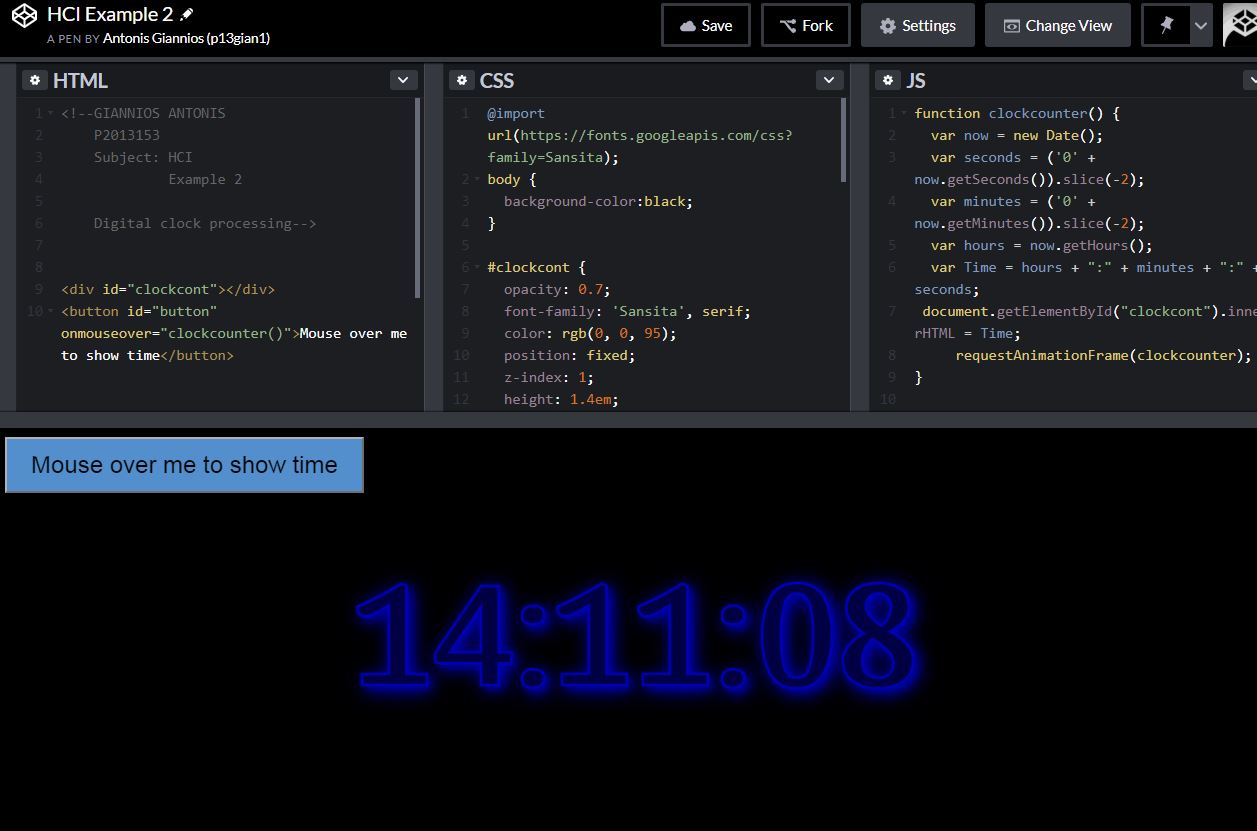 HCI Example 2
A PEN BY Antonis Giannios (p13gian1)
Save
Fork
Settings
Change View
HTML
1 <!--GIANNIOS ANTONIS
2 P2013153
3 Subject: HCI
4 Example 2
5
6 Digital clock processing-->
7
8
9 <div id="clockcont"></div>
10 <button id="button"
onmouseover="clockcounter()">Mouse over me
to show time</button>
CSS
1 @import
url(https://fonts.googleapis.com/css?
family=Sansita);
2 body {
3 background-color:black;
4 }
5
6 #clockcont {
7 opacity: 0.7;
8 font-family: 'Sansita', serif;
9 color: rgb(0, 0, 95);
10 position: fixed;
11 z-index: 1;
12 height: 1.4em;
JS
1 function clockcounter() {
2 var now = new Date();
3 var seconds = ('0' +
now.getSeconds()).slice(-2);
4 var minutes = ('0' +
now.getMinutes()).slice(-2);
5 var hours = now.getHours();
6 var Time = hours + ":" + minutes + ":" +
seconds;
7 document.getElementById("clockcont").inne
rHTML = Time;
8 requestAnimationFrame(clockcounter);
9 }
10
Mouse over me to show time
14:11:08